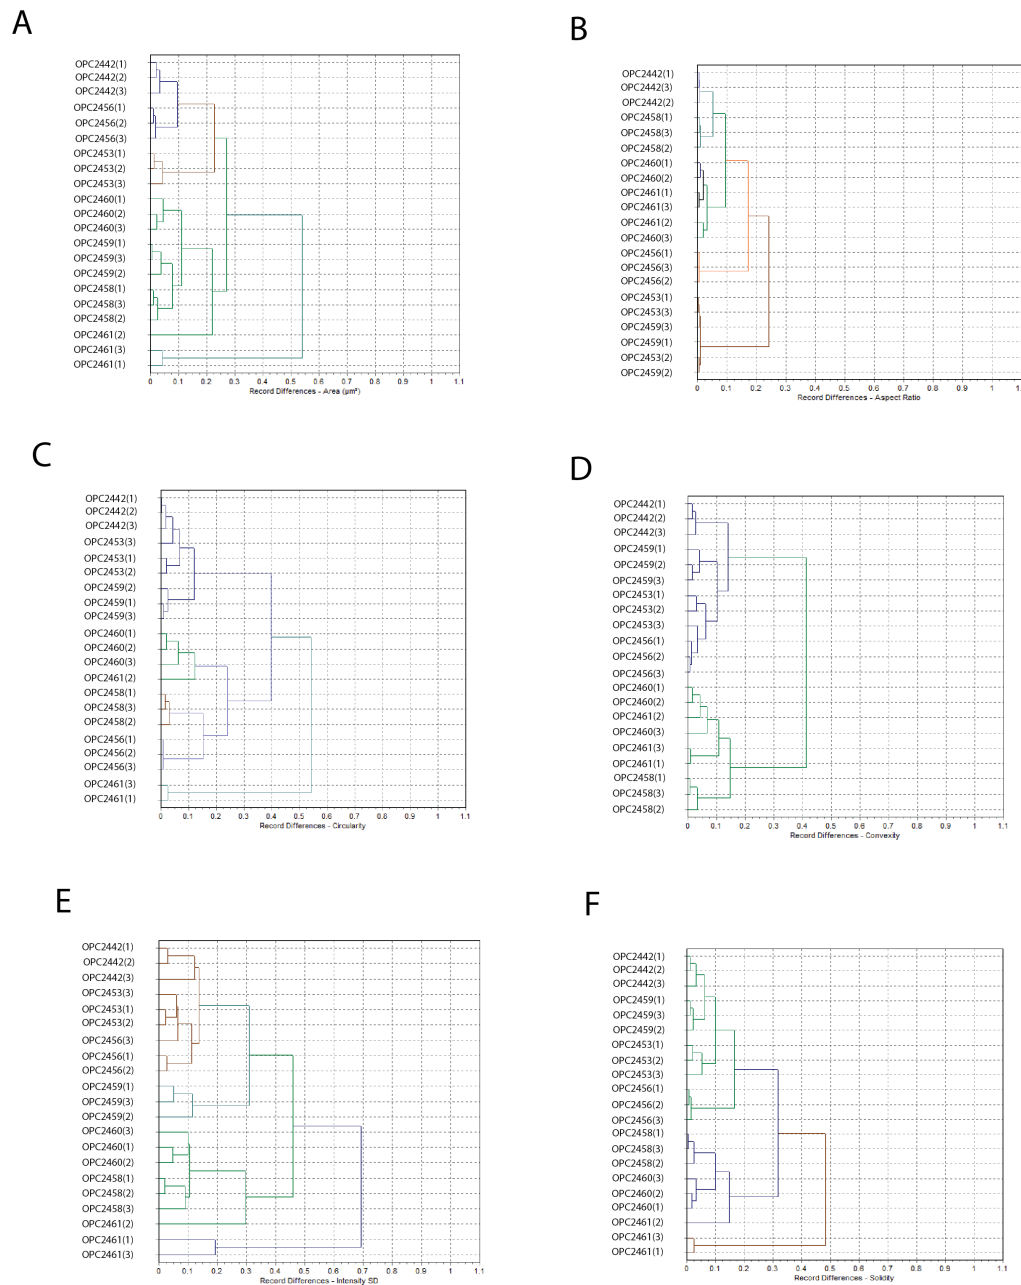 A
OPC2442(1)
OPC2442(2)
OPC2442(3)
OPC2456(1)
OPC2456(2)
OPC2456(3)
OPC2453(1)
OPC2453(2)
OPC2453(3)
OPC2460(1)
OPC2460(2)
OPC2460(3)
OPC2459(1)
OPC2459(3)
OPC2459(2)
OPC2458(1)
OPC2458(3)
OPC2458(2)
OPC2461(2)
OPC2461(3)
OPC2461(1)
0 0.1 0.2 0.3 0.4 0.5 0.6 0.7 0.8 0.9 1 1.1
Record Differences - Area (µm²)
B
OPC2442(1)
OPC2442(3)
OPC2442(2)
OPC2458(1)
OPC2458(3)
OPC2458(2)
OPC2460(1)
OPC2460(2)
OPC2461(1)
OPC2461(3)
OPC2461(2)
OPC2460(3)
OPC2456(1)
OPC2456(3)
OPC2456(2)
OPC2453(1)
OPC2453(3)
OPC2459(3)
OPC2459(1)
OPC2453(2)
OPC2459(2)
0 0.1 0.2 0.3 0.4 0.5 0.6 0.7 0.8 0.9 1 1.
Record Differences - Aspect Ratio
C
OPC2442(1)
OPC2442(2)
OPC2442(3)
OPC2453(3)
OPC2453(1)
OPC2453(2)
OPC2459(2)
OPC2459(1)
OPC2459(3)
OPC2460(1)
OPC2460(2)
OPC2460(3)
OPC2461(2)
OPC2458(1)
OPC2458(3)
OPC2458(2)
OPC2456(1)
OPC2456(2)
OPC2456(3)
OPC2461(3)
OPC2461(1)
0 0.1 0.2 0.3 0.4 0.5 0.6 0.7 0.8 0.9 1 1.1
Record Differences - Circularity
D
OPC2442(1)
OPC2442(2)
OPC2442(3)
OPC2459(1)
OPC2459(2)
OPC2459(3)
OPC2453(1)
OPC2453(2)
OPC2453(3)
OPC2456(1)
OPC2456(2)
OPC2456(3)
OPC2460(1)
OPC2460(2)
OPC2461(2)
OPC2460(3)
OPC2461(3)
OPC2461(1)
OPC2458(1)
OPC2458(3)
OPC2458(2)
0 0.1 0.2 0.3 0.4 0.5 0.6 0.7 0.8 0.9 1 1.1
Record Differences - Convexity
E
OPC2442(1)
OPC2442(2)
OPC2442(3)
OPC2453(3)
OPC2453(1)
OPC2453(2)
OPC2456(3)
OPC2456(1)
OPC2456(2)
OPC2459(1)
OPC2459(3)
OPC2459(2)
OPC2460(3)
OPC2460(1)
OPC2460(2)
OPC2458(1)
OPC2458(2)
OPC2458(3)
OPC2461(2)
OPC2461(1)
OPC2461(3)
0 0.1 0.2 0.3 0.4 0.5 0.6 0.7 0.8 0.9 1 1.1
Record Differences - Intensity SD
F
OPC2442(1)
OPC2442(2)
OPC2442(3)
OPC2459(1)
OPC2459(3)
OPC2459(2)
OPC2453(1)
OPC2453(2)
OPC2453(3)
OPC2456(1)
OPC2456(2)
OPC2456(3)
OPC2458(1)
OPC2458(3)
OPC2458(2)
OPC2460(3)
OPC2460(2)
OPC2460(1)
OPC2461(2)
OPC2461(3)
OPC2461(1)
0 0.1 0.2 0.3 0.4 0.5 0.6 0.7 0.8 0.9 1 1.1
Record Differences - Solidity